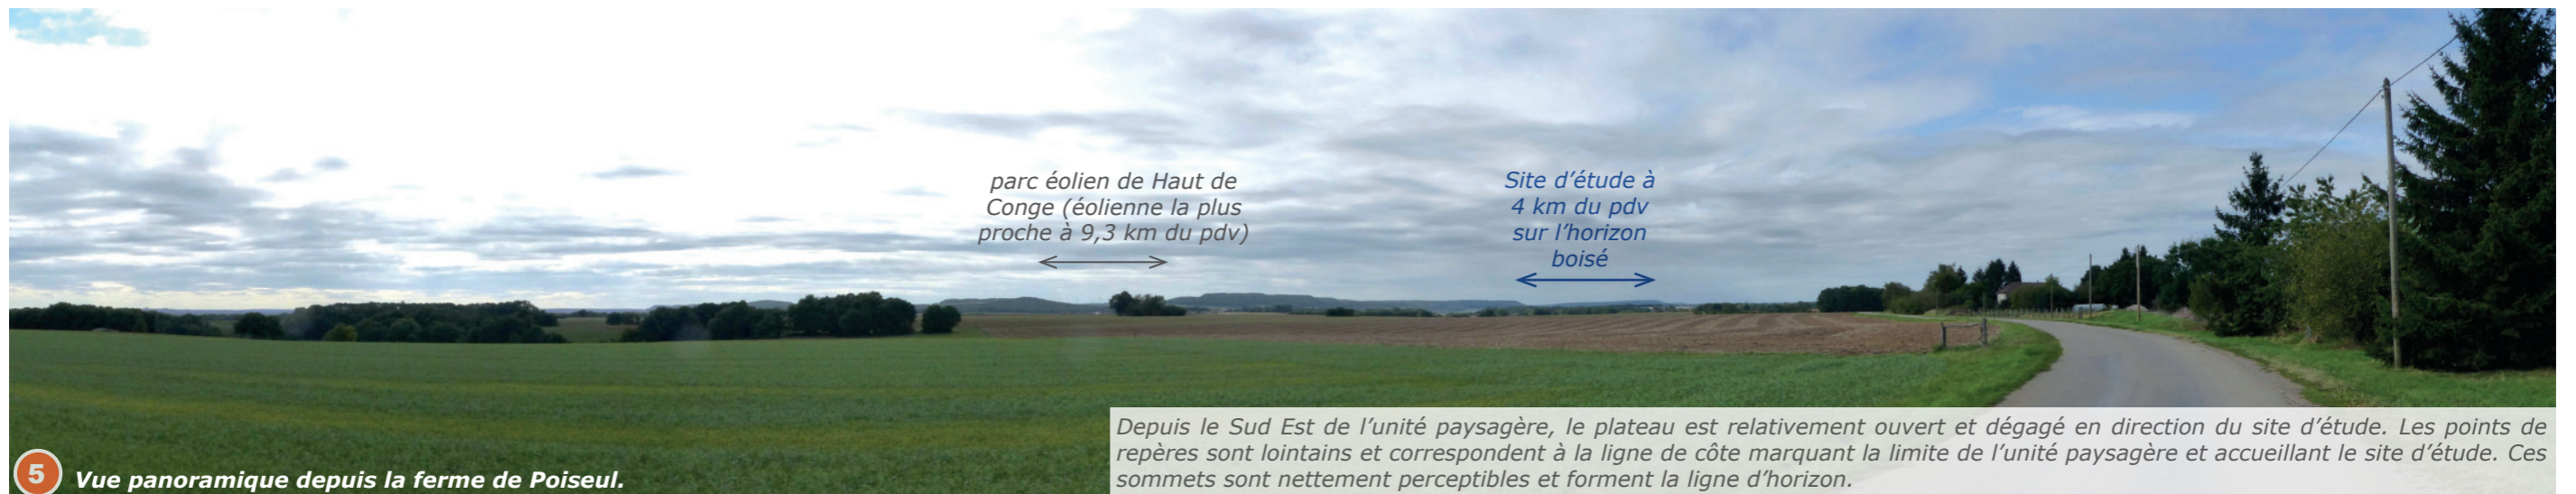 parc éolien de Haut de
Conge (éolienne la plus
proche à 9,3 km du pdv)
Site d’étude à
4 km du pdv
sur l’horizon
boisé
Depuis le Sud Est de l’unité paysagère, le plateau est relativement ouvert et dégagé en direction du site d’étude. Les points de
repères sont lointains et correspondent à la ligne de côte marquant la limite de l’unité paysagère et accueillant le site d’étude. Ces
sommets sont nettement perceptibles et forment la ligne d’horizon.
5 Vue panoramique depuis la ferme de Poiseul.